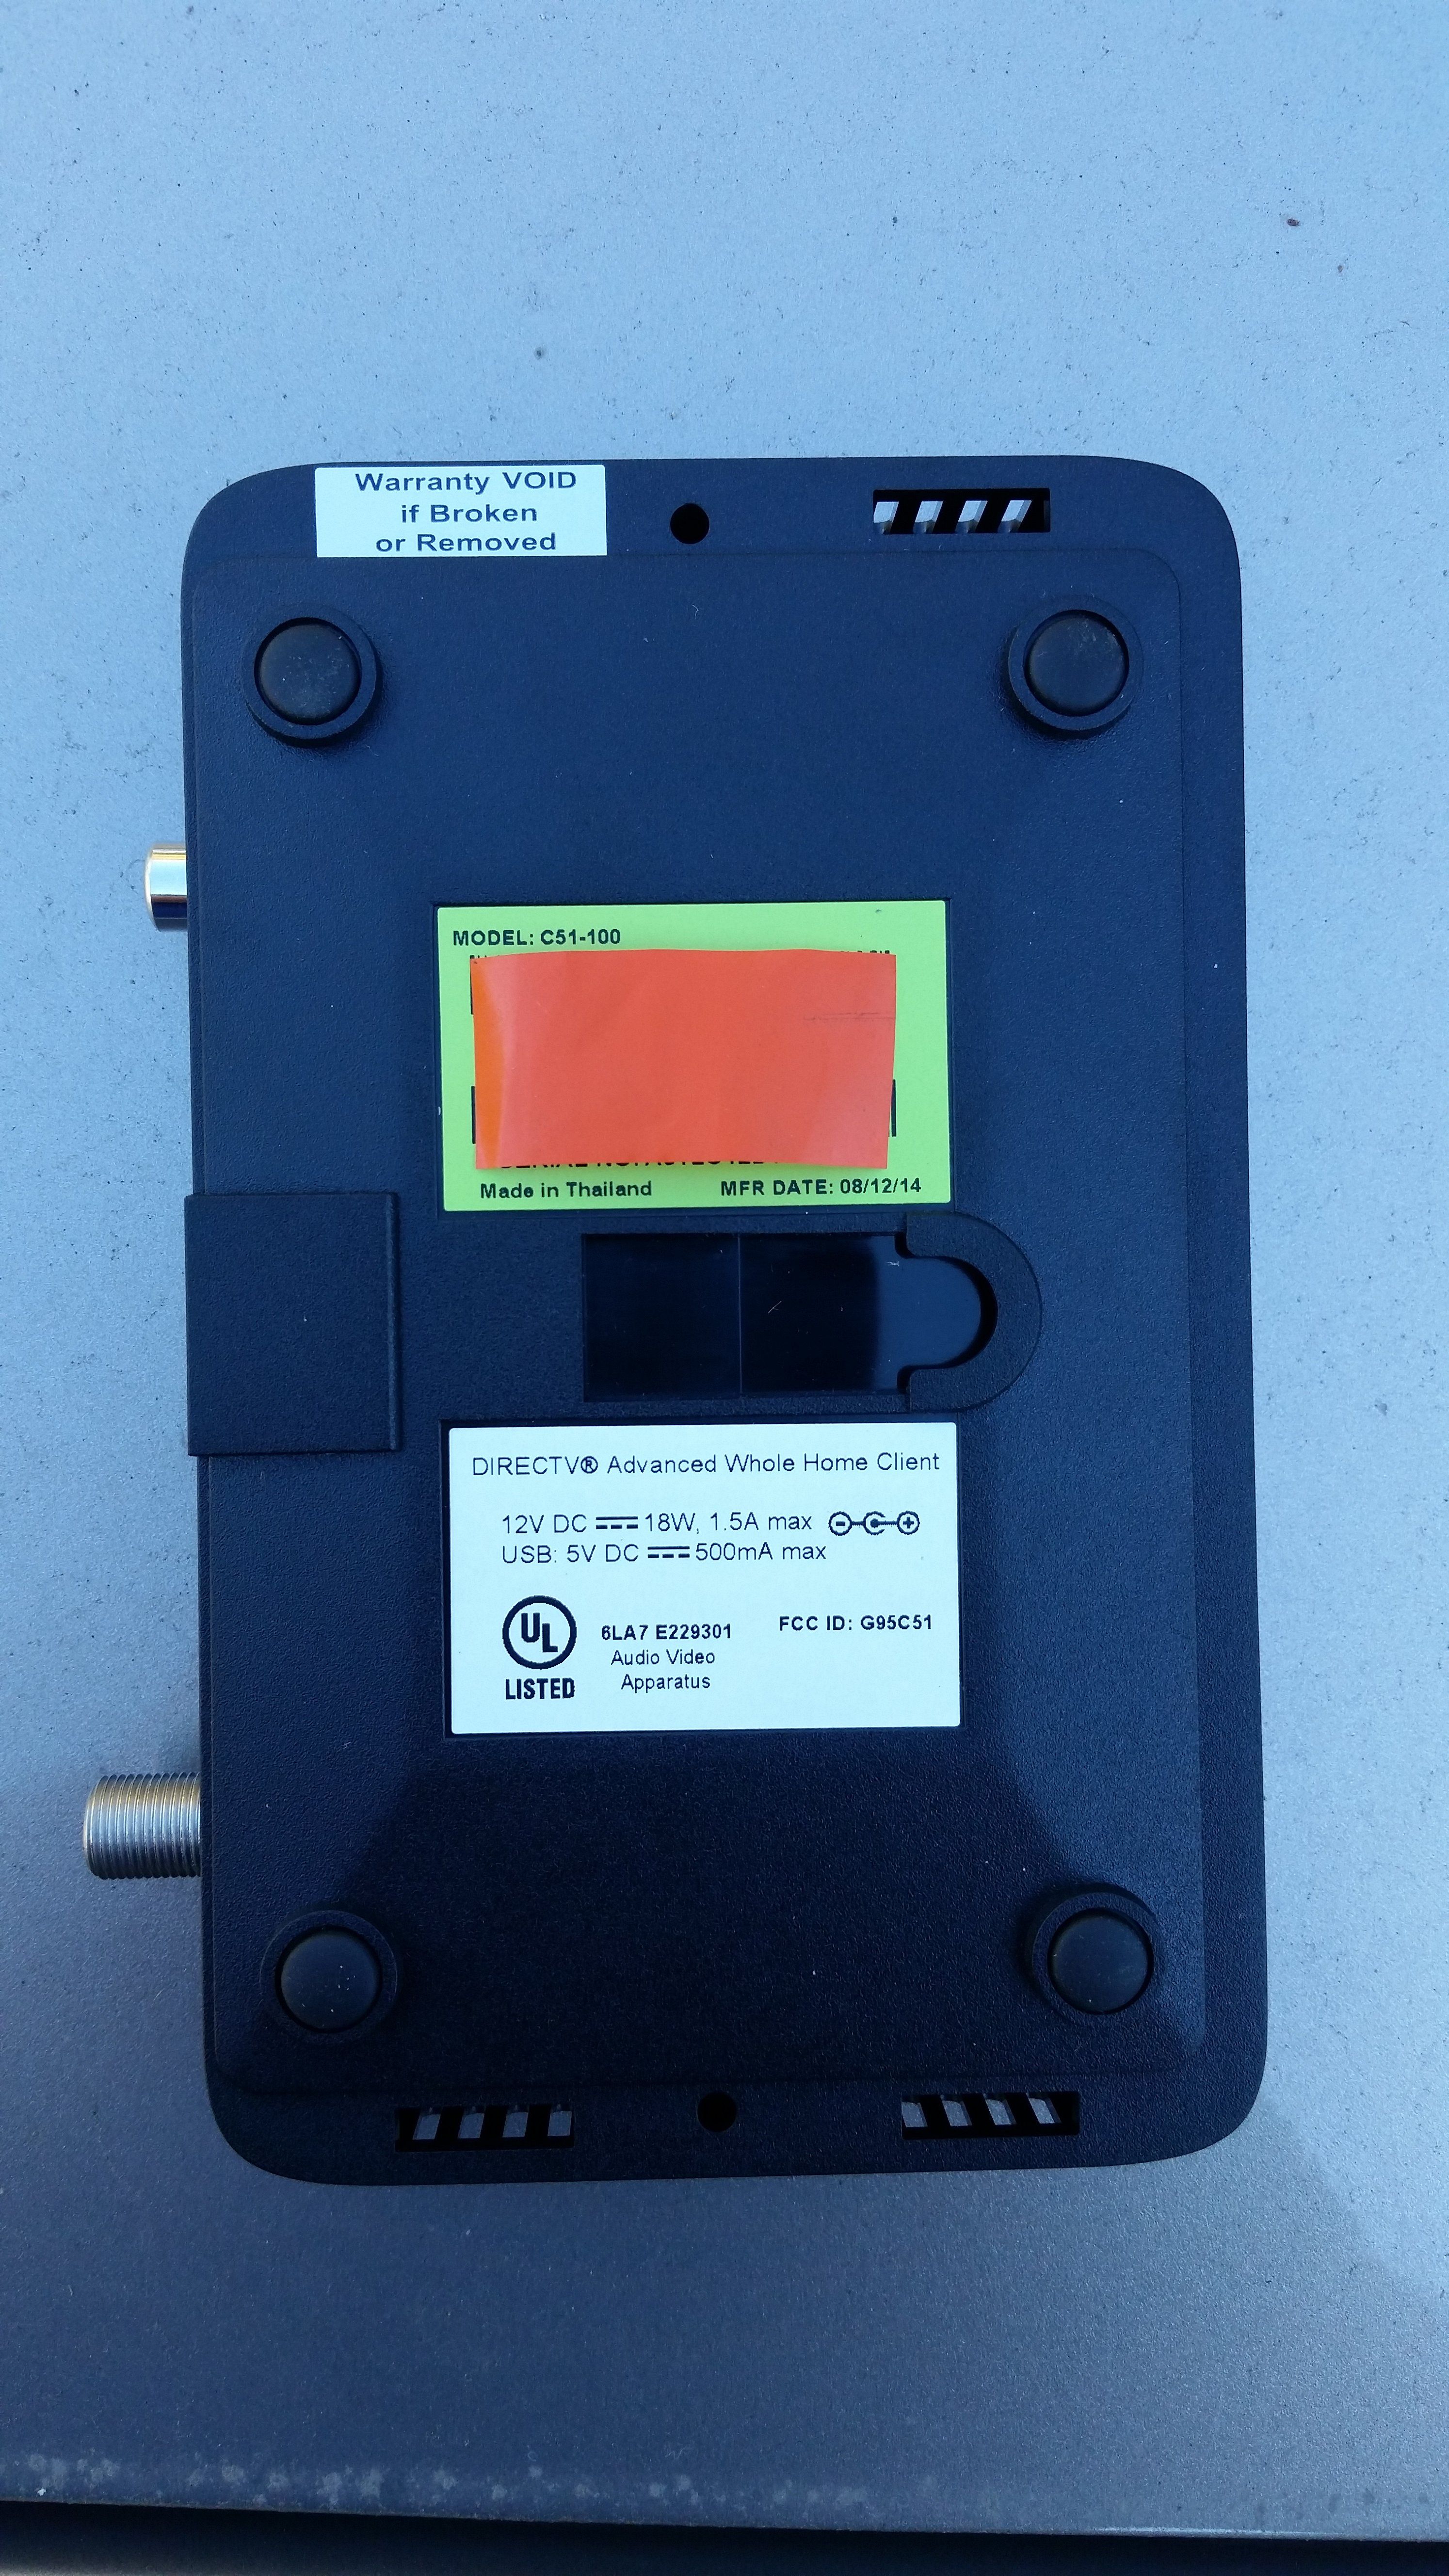 Warranty VOID
if Broken
or Removed
MODEL: C51-100
Made in Thailand MFR DATE: 08/12/14
DIRECTV® Advanced Whole Home Client
12V DC 18W, 1.5A max
USB: 5V DC 500mA max
UL
LISTED
6LA7 E229301
Audio Video
Apparatus
FCC ID: G95C51